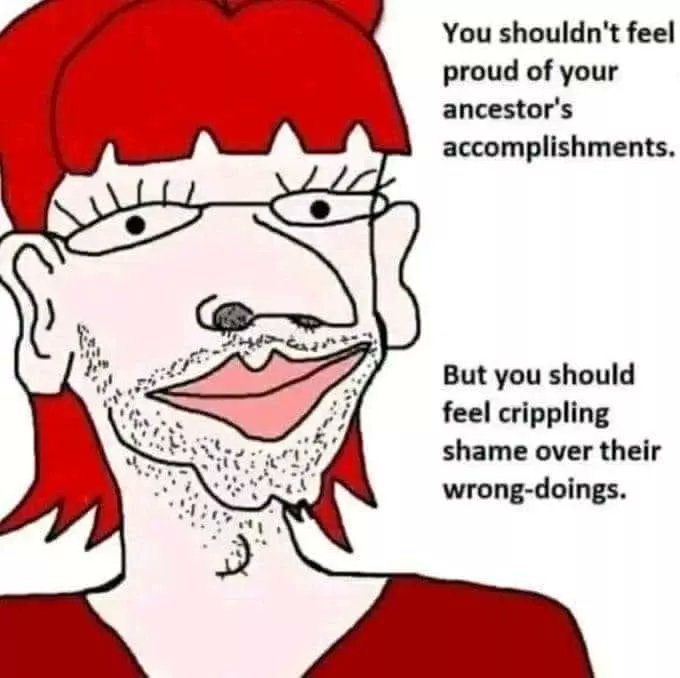 You shouldn't feel
proud of your
ancestor's
accomplishments.
But you should
feel crippling
shame over their
wrong-doings.